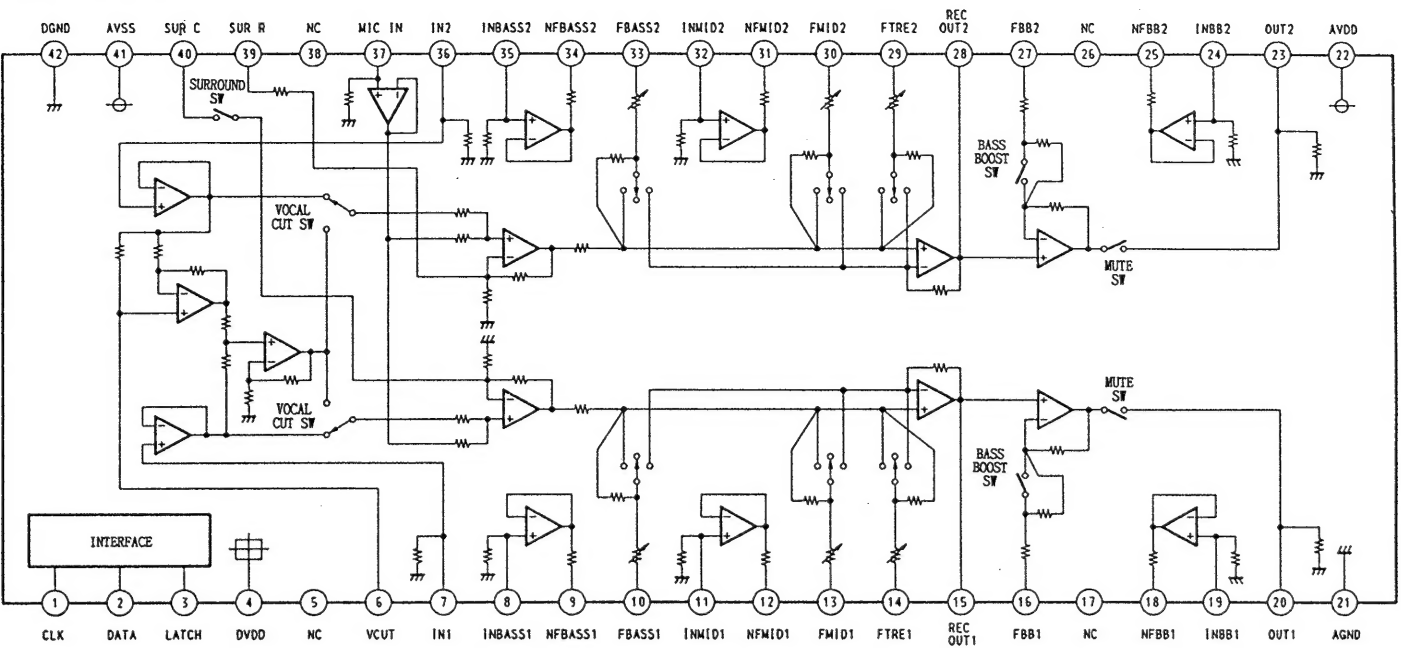 DGND AVSS SUR C SUR R NC MIC IN IN2 INBASS2 NFBASS2 FBASS2 INMID2 NFMID2 FMID2 FTRE2 REC OUT2 FBB2 NC NFBB2 INBB2 OUT2 AVDD
42 41 40 39 38 37 36 35 34 33 32 31 30 29 28 27 26 25 24 23 22
SURROUND
SW
+ -
+
-
+
-
+
-
BASS
BOOST
SW
-
+
VOCAL
CUT SW
+
-
+
-
-
+
MUTE
SW
-
+
+
-
VOCAL
CUT SW
-
+
-
+
-
+
+
-
MUTE
SW
BASS
BOOST
SW
INTERFACE
-
+
-
+
-
+
1 2 3 4 5 6 7 8 9 10 11 12 13 14 15 16 17 18 19 20 21
CLK DATA LATCH DVDD NC VCUT IN1 INBASS1 NFBASS1 FBASS1 INMID1 NFMID1 FMID1 FTRE1 REC OUT1 FBB1 NC NFBB1 INBB1 OUT1 AGND